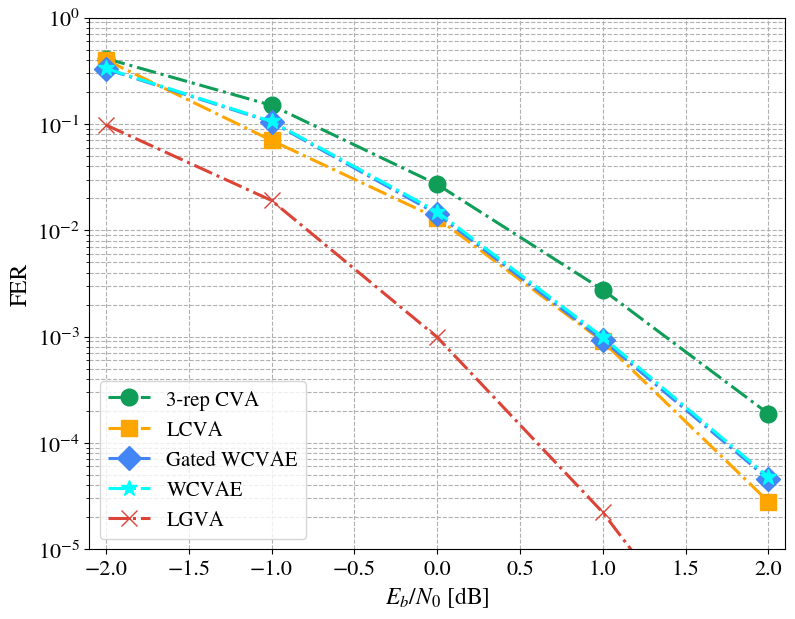 10⁰
10⁻¹
10⁻²
10⁻³
10⁻⁴
10⁻⁵
FER
3-rep CVA
LCVA
Gated WCVAE
WCVAE
LGVA
−2.0 −1.5 −1.0 −0.5 0.0 0.5 1.0 1.5 2.0
E_b/N_0 [dB]